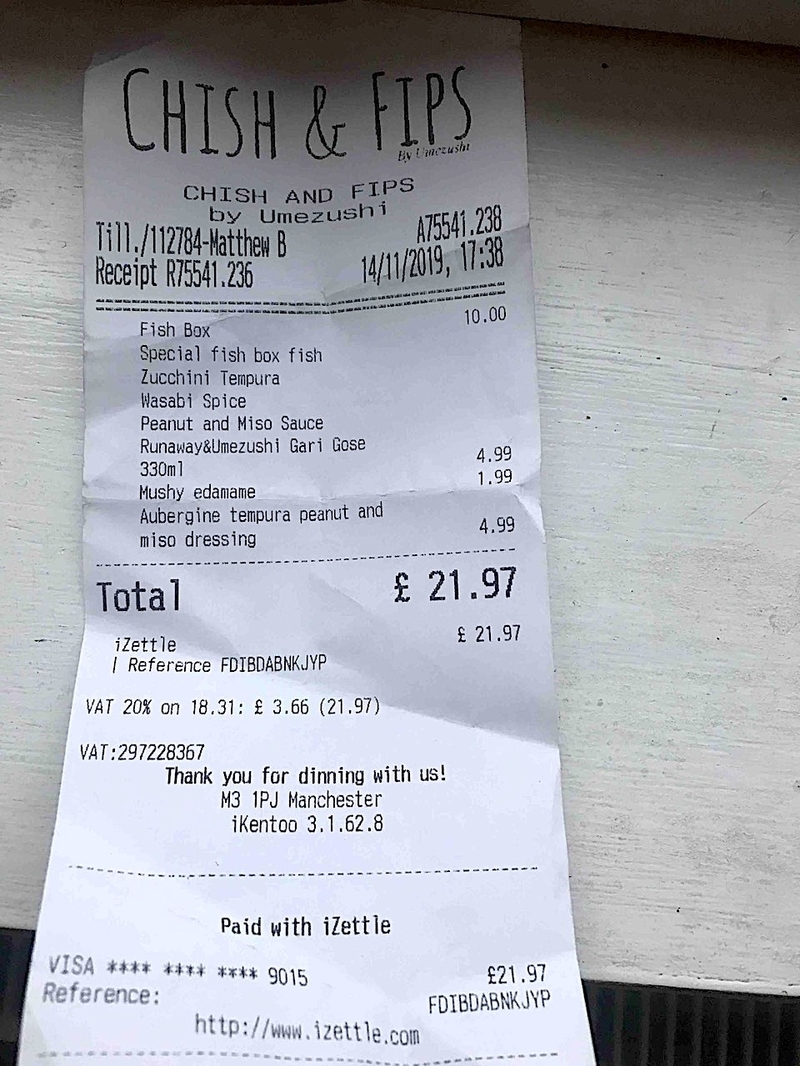 CHISH & FIPS
By Umezushi
CHISH AND FIPS
by Umezushi
Till./112784-Matthew B A75541.238
Receipt R75541.236 14/11/2019, 17:38
Fish Box 10.00
Special fish box fish
Zucchini Tempura
Wasabi Spice
Peanut and Miso Sauce
Runaway&Umezushi Gari Gose
330ml 4.99
Mushy edamame 1.99
Aubergine tempura peanut and
miso dressing 4.99
Total £ 21.97
iZettle £ 21.97
| Reference FDIBDABNKJYP
VAT 20% on 18.31: £ 3.66 (21.97)
VAT:297228367
Thank you for dinning with us!
M3 1PJ Manchester
iKentoo 3.1.62.8
Paid with iZettle
VISA **** **** **** 9015 £21.97
Reference: FDIBDABNKJYP
http://www.izettle.com